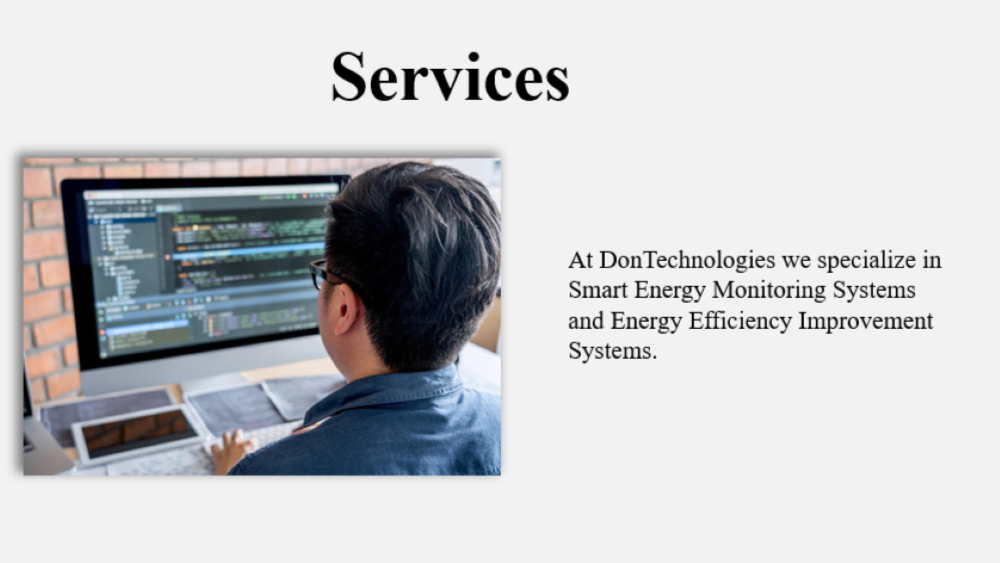 Services
At DonTechnologies we specialize in
Smart Energy Monitoring Systems
and Energy Efficiency Improvement
Systems.